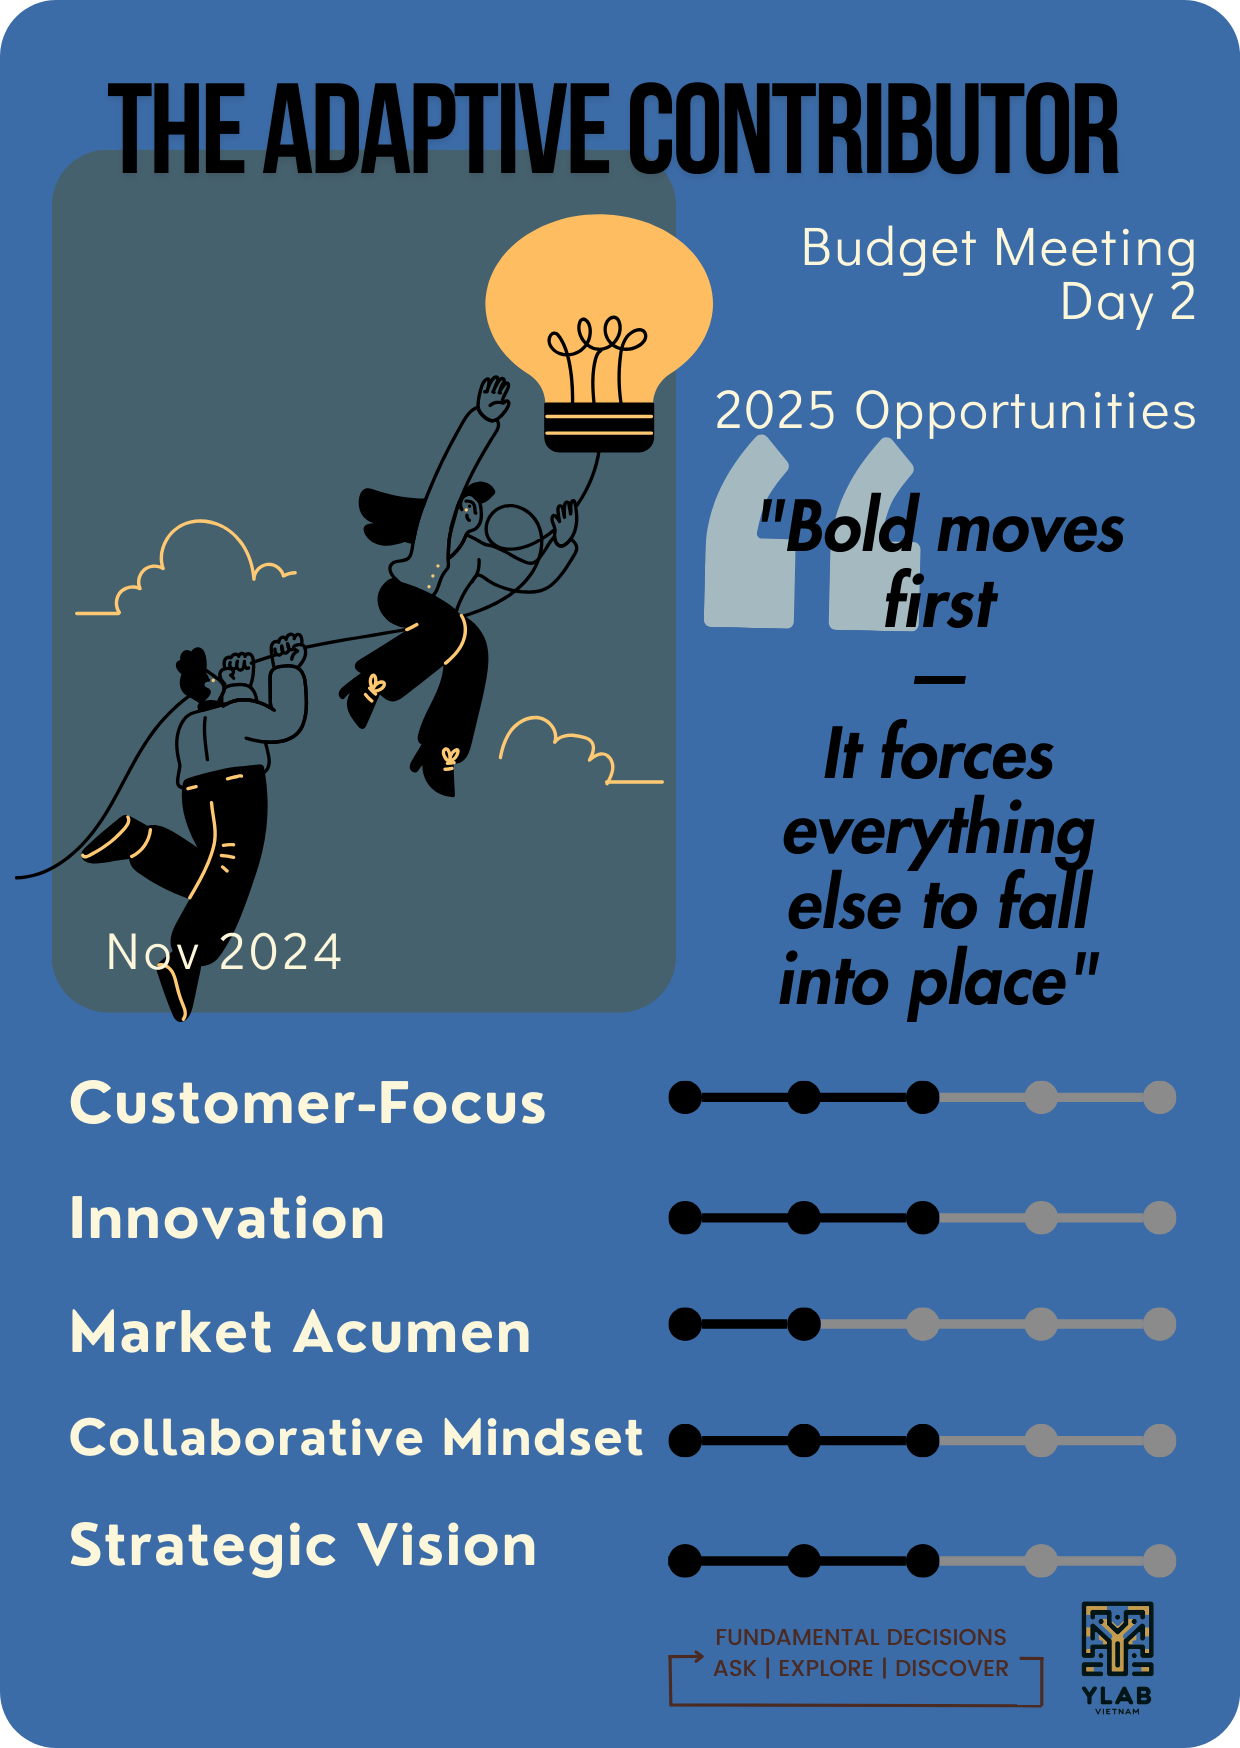 THE ADAPTIVE CONTRIBUTOR
Budget Meeting
Day 2
2025 Opportunities
"Bold moves
first
—
It forces
everything
else to fall
into place"
Nov 2024
Customer-Focus
Innovation
Market Acumen
Collaborative Mindset
Strategic Vision
FUNDAMENTAL DECISIONS
ASK | EXPLORE | DISCOVER
YLAB
VIETNAM